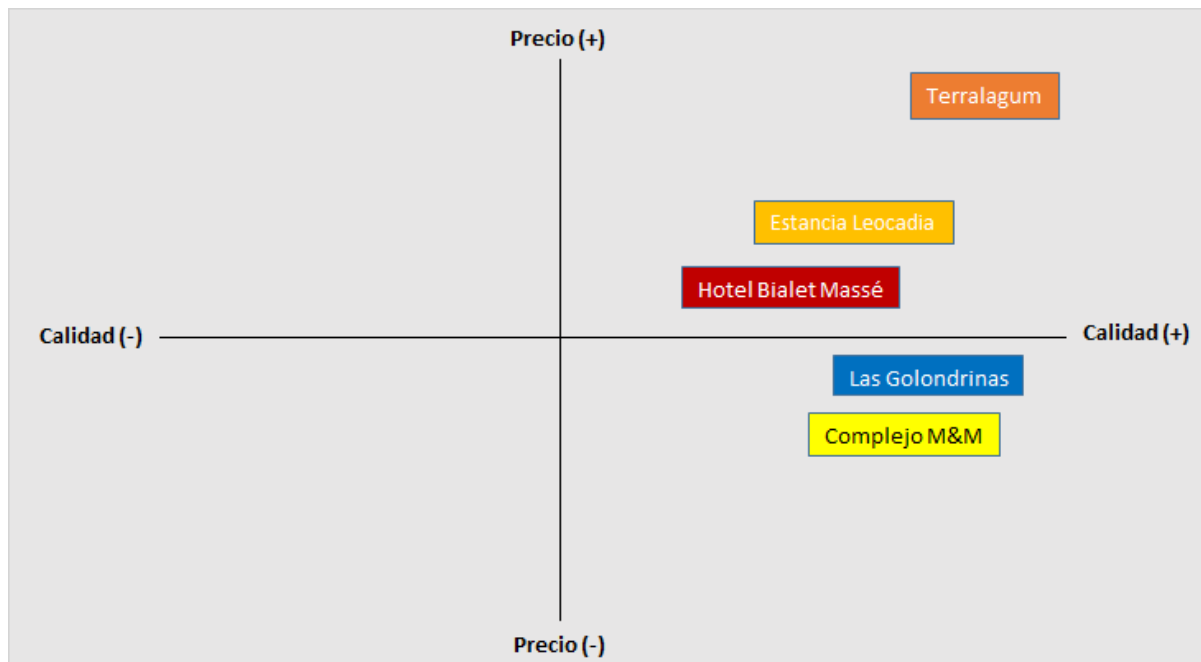 Precio (+)
Terralagum
Estancia Leocadia
Hotel Bialet Massé
Calidad (-)
Calidad (+)
Las Golondrinas
Complejo M&M
Precio (-)